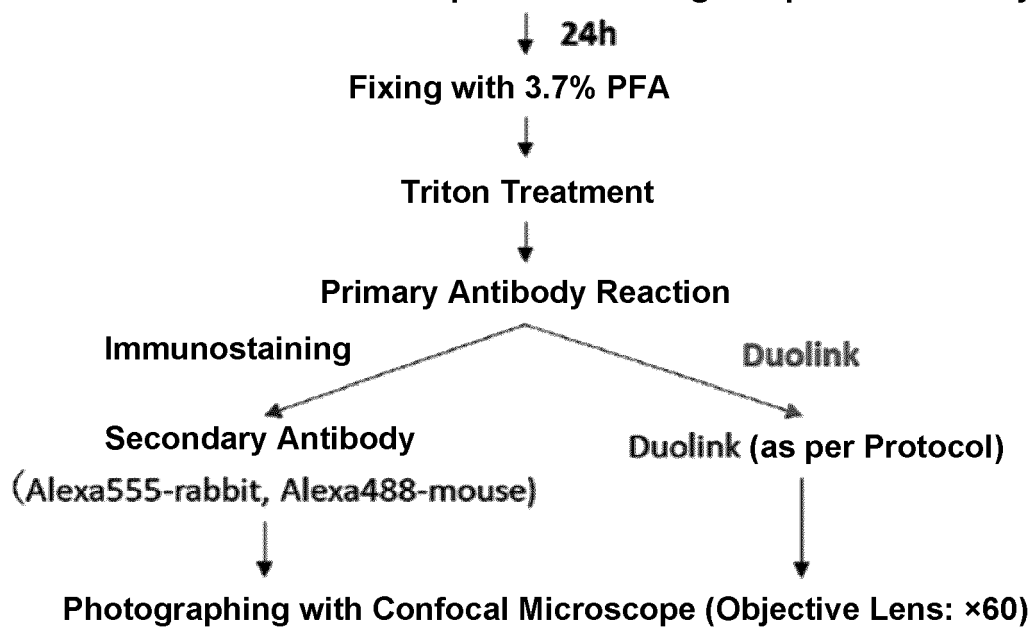 24h
Fixing with 3.7% PFA
Triton Treatment
Primary Antibody Reaction
Immunostaining
Duolink
Secondary Antibody
Duolink (as per Protocol)
(Alexa555-rabbit, Alexa488-mouse)
Photographing with Confocal Microscope (Objective Lens: ×60)